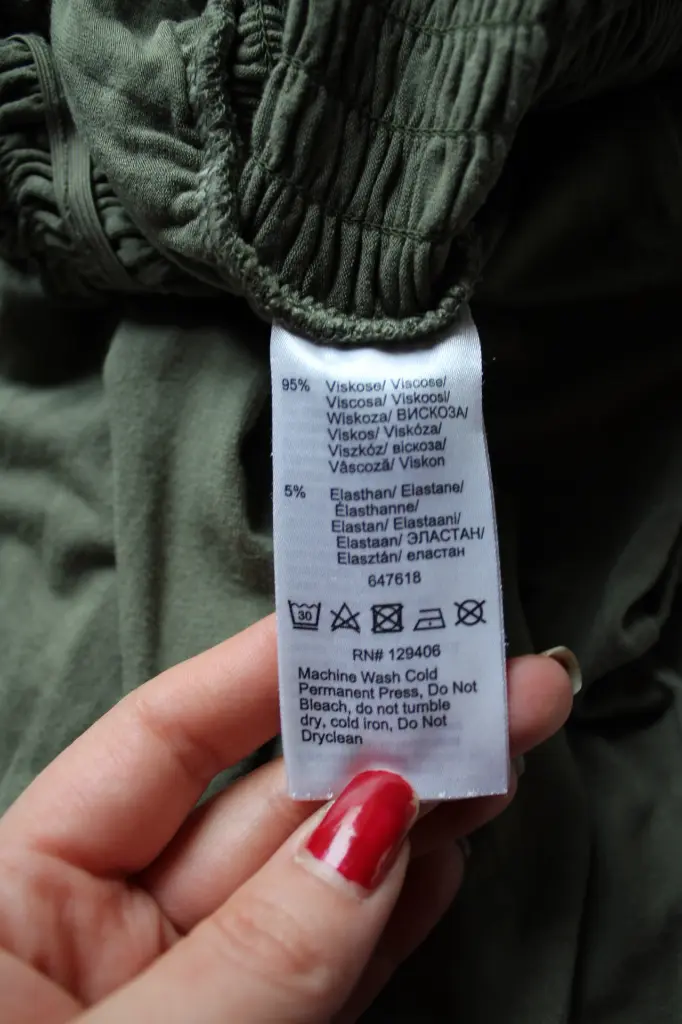 95% Viskose/ Viscose/
Viscosa/ Viskoosi/
Wiskoza/ ВИСКОЗА/
Viskos/ Viskóza/
Viszkóz/ віскоза/
Vâscoză/ Viskon
5% Elasthan/ Elastane/
Élasthanne/
Elastan/ Elastaani/
Elastaan/ ЭЛАСТАН/
Elasztán/ еластан
647618
30
RN# 129406
Machine Wash Cold
Permanent Press, Do Not
Bleach, do not tumble
dry, cold iron, Do Not
Dryclean